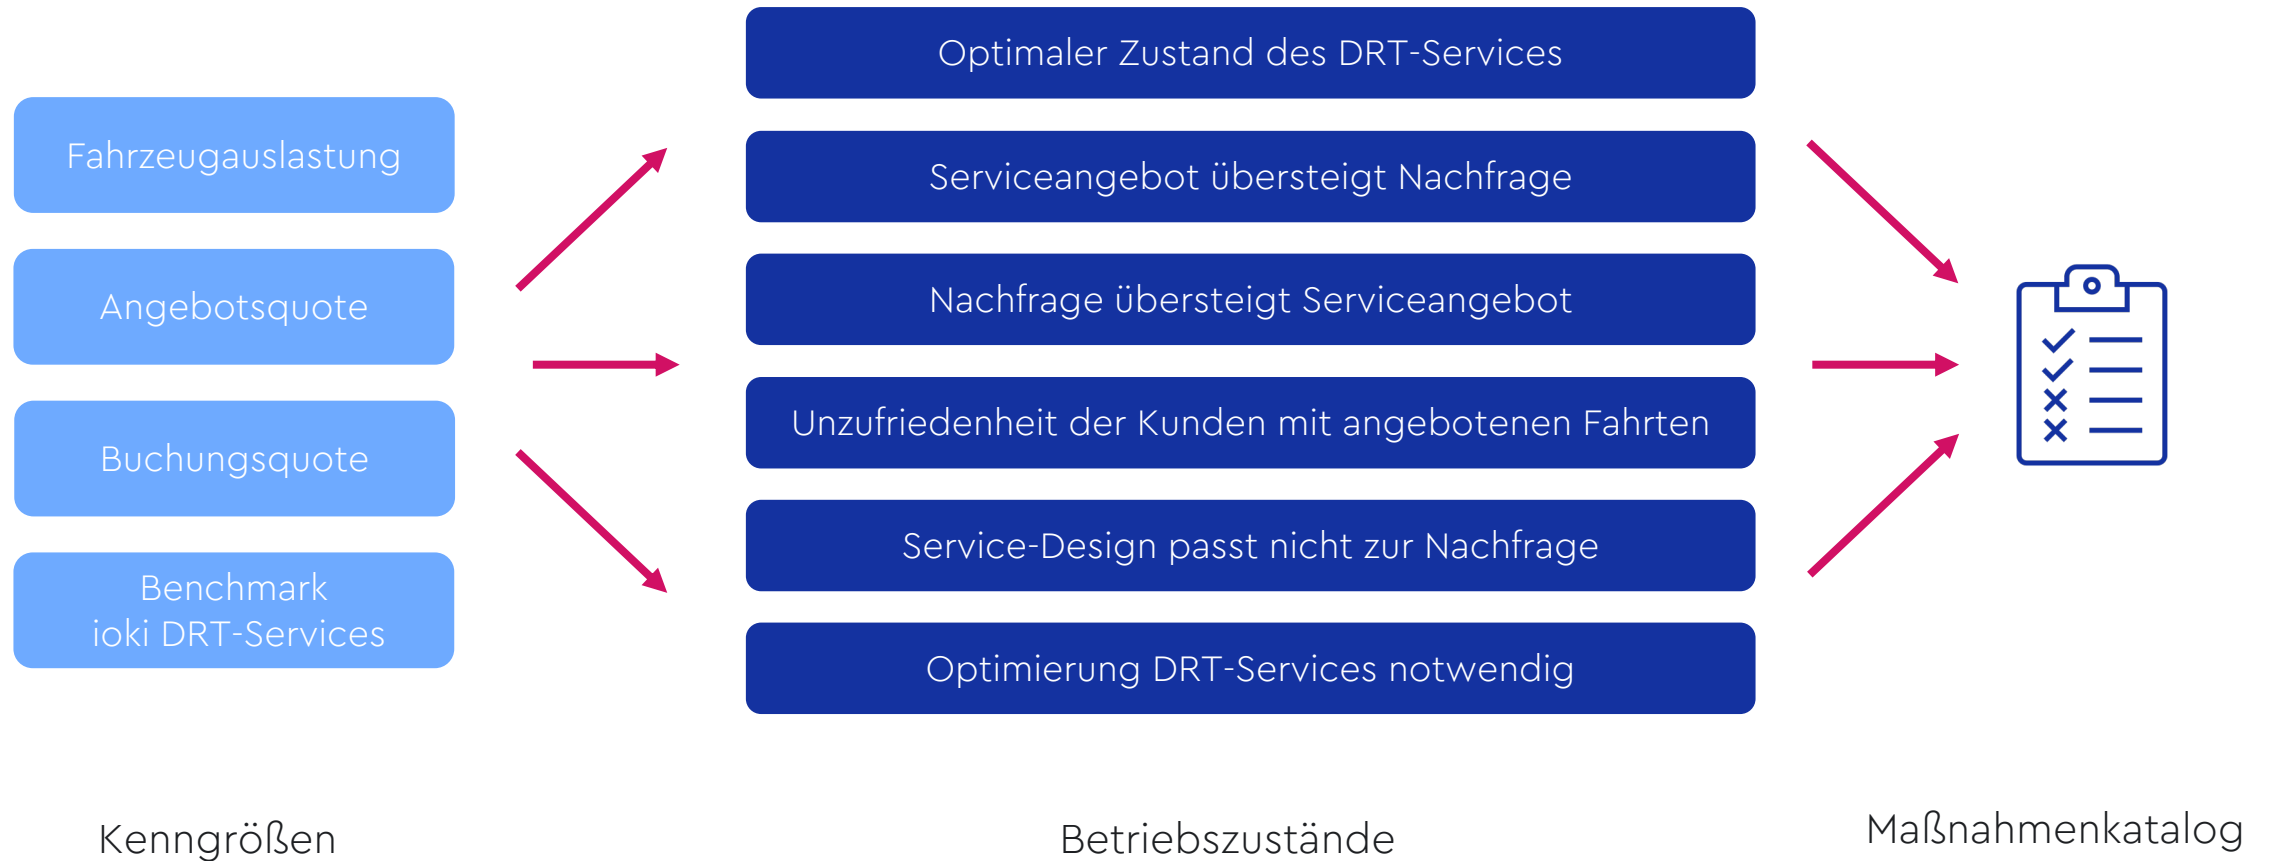 Fahrzeugauslastung
Angebotsquote
Buchungsquote
Benchmark
ioki DRT-Services
Kenngrößen
Optimaler Zustand des DRT-Services
Serviceangebot übersteigt Nachfrage
Nachfrage übersteigt Serviceangebot
Unzufriedenheit der Kunden mit angebotenen Fahrten
Service-Design passt nicht zur Nachfrage
Optimierung DRT-Services notwendig
Betriebszustände
Maßnahmenkatalog